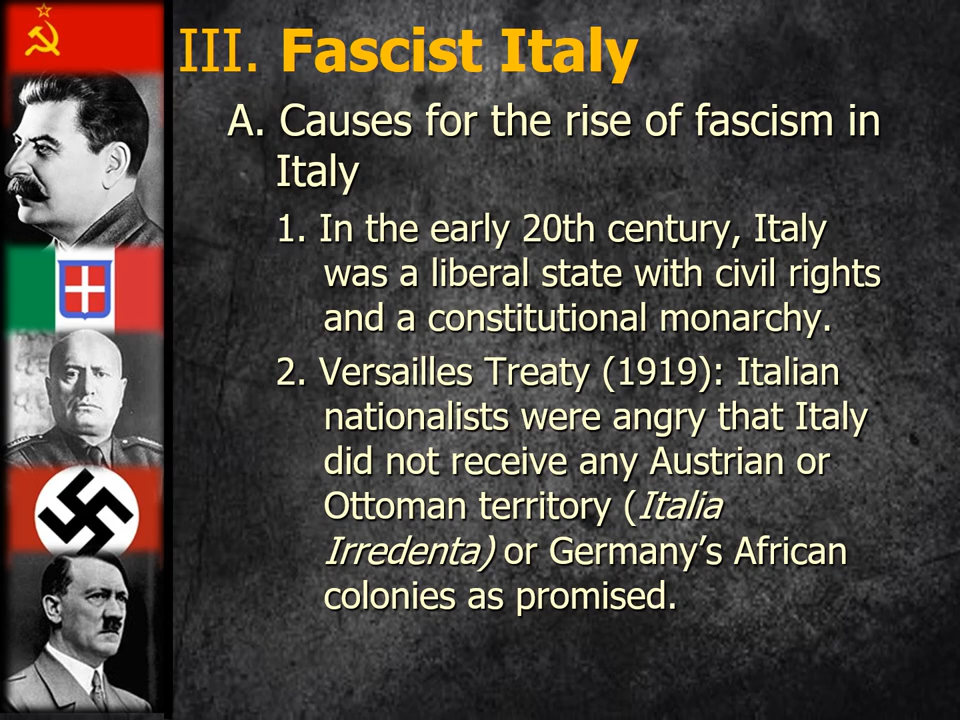 III. Fascist Italy
A. Causes for the rise of fascism in
Italy
1. In the early 20th century, Italy
was a liberal state with civil rights
and a constitutional monarchy.
2. Versailles Treaty (1919): Italian
nationalists were angry that Italy
did not receive any Austrian or
Ottoman territory (Italia
Irredenta) or Germany’s African
colonies as promised.